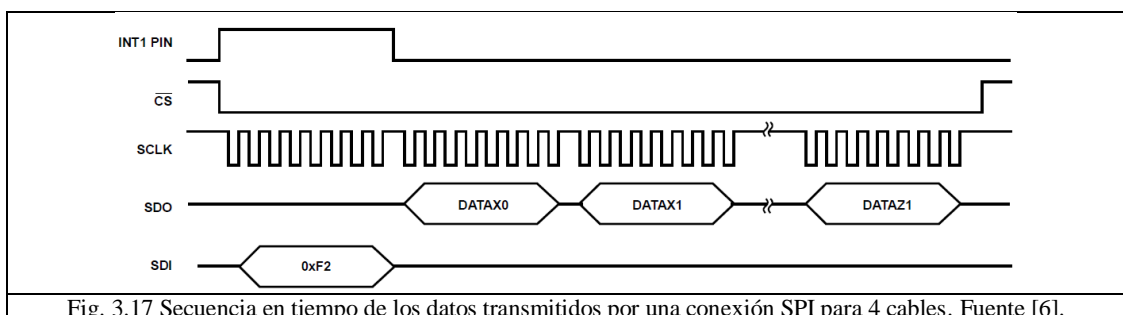 INT1 PIN
CS
SCLK
SDO DATAX0 DATAX1 DATAZ1
SDI 0xF2
Fig. 3.17 Secuencia en tiempo de los datos transmitidos por una conexión SPI para 4 cables. Fuente [6].